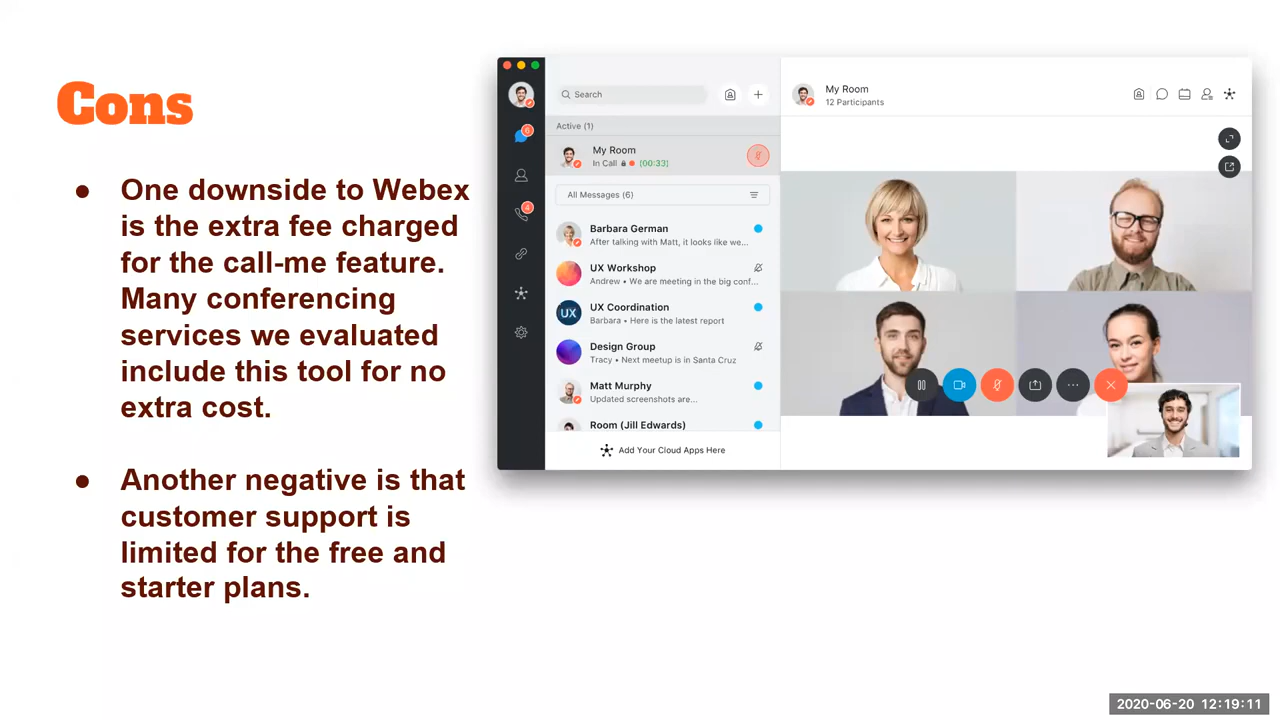 Cons
● One downside to Webex
is the extra fee charged
for the call-me feature.
Many conferencing
services we evaluated
include this tool for no
extra cost.
● Another negative is that
customer support is
limited for the free and
starter plans.
6
4
Search
Active (1)
My Room
In Call (00:33)
All Messages (6)
Barbara German
After talking with Matt, it looks like we...
UX Workshop
Andrew • We are meeting in the big conf...
UX
UX Coordination
Barbara • Here is the latest report
Design Group
Tracy • Next meetup is in Santa Cruz
Matt Murphy
Updated screenshots are...
Room (Jill Edwards)
Add Your Cloud Apps Here
My Room
12 Participants
2020-06-20 12:19:11